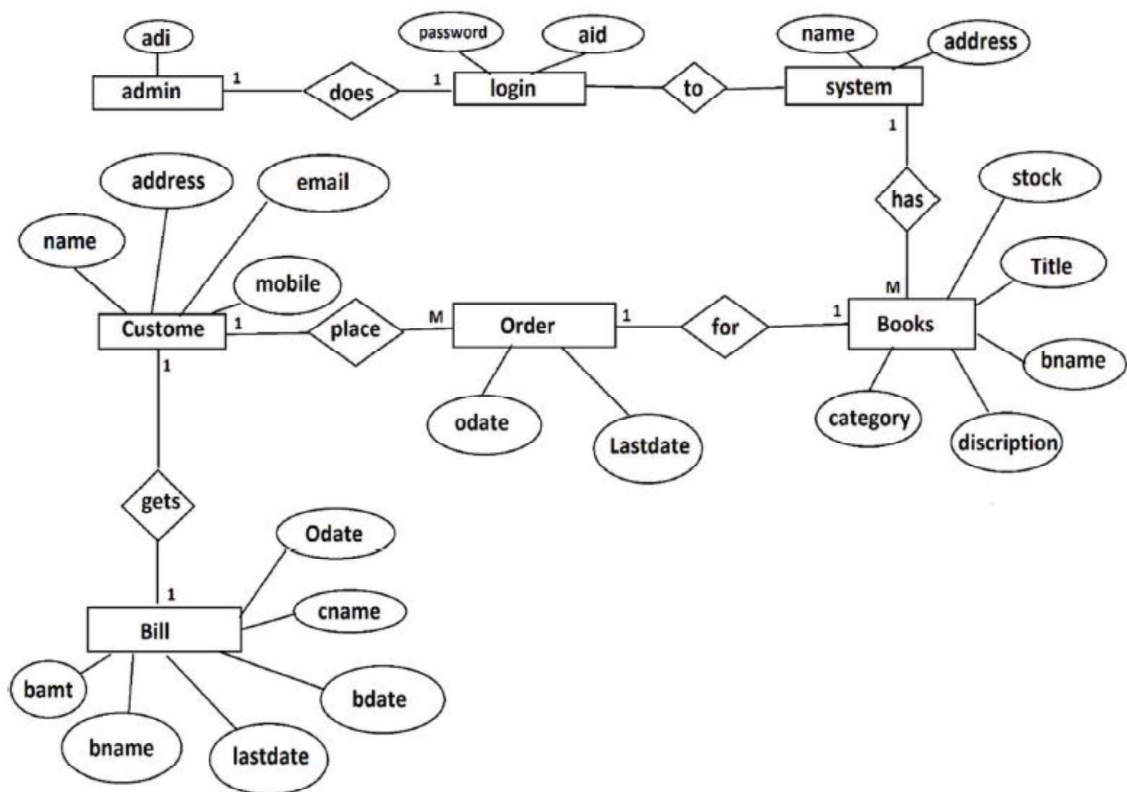 adi
password
aid
name
address
admin
1
does
1
login
to
system
1
address
email
has
stock
name
mobile
Title
M
Custome
1
place
M
Order
1
for
1
Books
1
bname
odate
Lastdate
category
discription
gets
Odate
1
cname
Bill
bamt
bdate
bname
lastdate